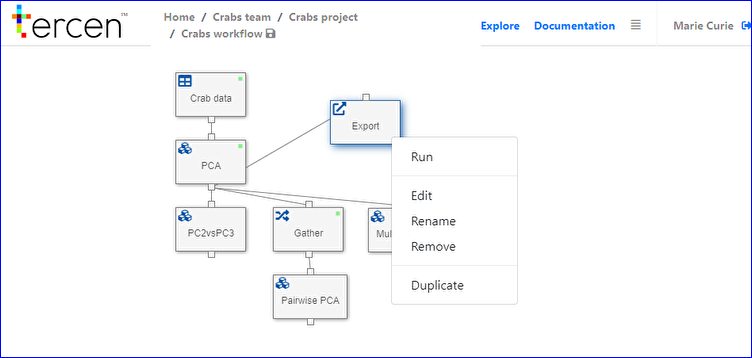 tercen™
Home / Crabs team / Crabs project
/ Crabs workflow
Explore Documentation Marie Curie
Crab data
Export
PCA
Run
Edit
Rename
Remove
Duplicate
PC2vsPC3
Gather
Mul
Pairwise PCA